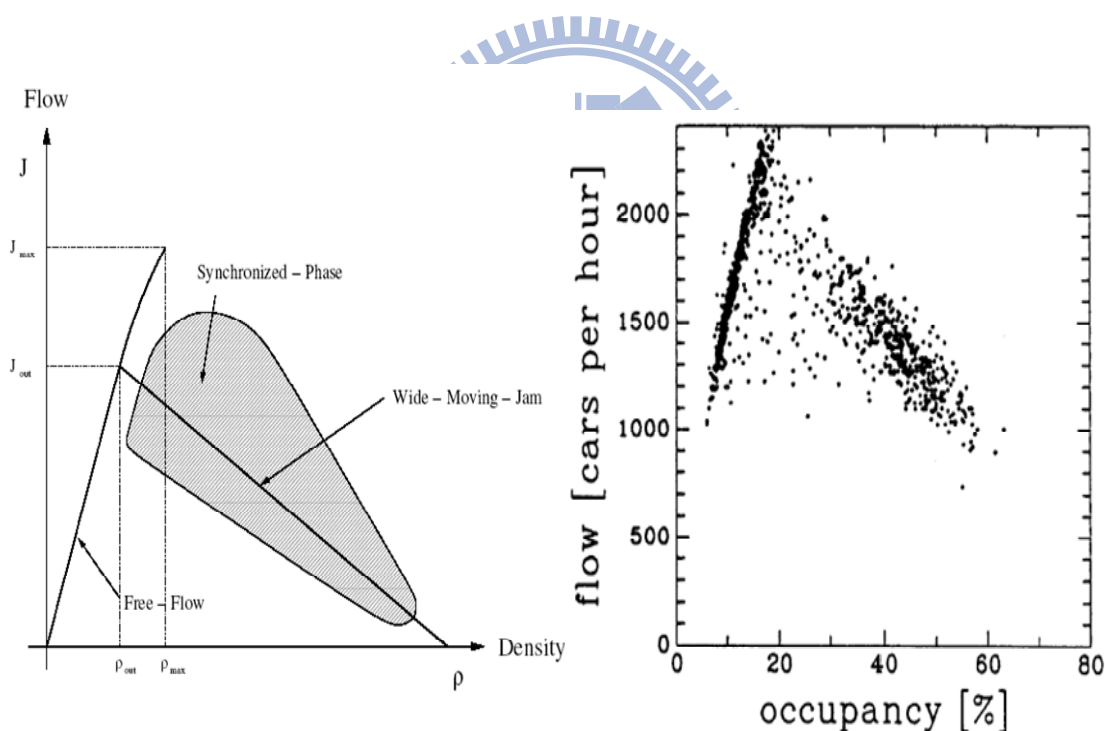 Flow
J
J max
Synchronized – Phase
J out
Wide – Moving – Jam
Free – Flow
Density
ρ out
ρ max
ρ
flow [cars per hour]
2000
1500
1000
500
0
0
20
40
60
80
occupancy [%]